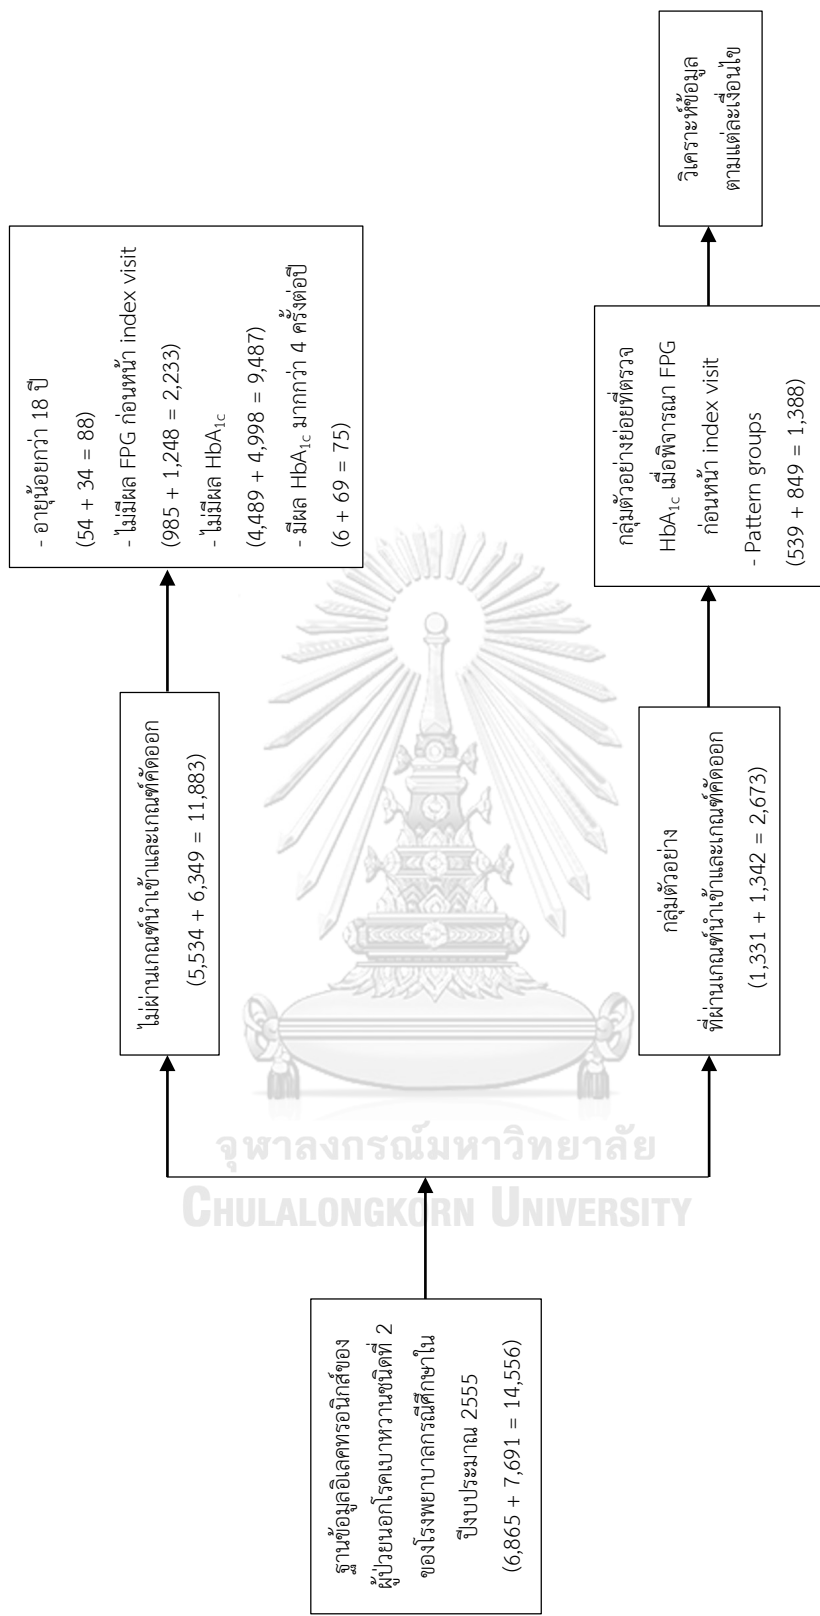 ฐานข้อมูลอิเลคทรอนิกส์ของ
ผู้ป่วยนอกโรคเบาหวานชนิดที่ 2
ของโรงพยาบาลกรณีศึกษาใน
ปีงบประมาณ 2555
(6,865 + 7,691 = 14,556)
ไม่ผ่านเกณฑ์นำเข้าและเกณฑ์คัดออก
(5,534 + 6,349 = 11,883)
- อายุน้อยกว่า 18 ปี
(54 + 34 = 88)
- ไม่มีผล FPG ก่อนหน้า index visit
(985 + 1,248 = 2,233)
- ไม่มีผล HbA1c
(4,489 + 4,998 = 9,487)
- มีผล HbA1c มากกว่า 4 ครั้งต่อปี
(6 + 69 = 75)
กลุ่มตัวอย่าง
ที่ผ่านเกณฑ์นำเข้าและเกณฑ์คัดออก
(1,331 + 1,342 = 2,673)
กลุ่มตัวอย่างย่อยที่ตรวจ
HbA1c เมื่อพิจารณา FPG
ก่อนหน้า index visit
- Pattern groups
(539 + 849 = 1,388)
วิเคราะห์ข้อมูล
ตามแต่ละเงื่อนไข
จุฬาลงกรณ์มหาวิทยาลัย
CHULALONGKORN UNIVERSITY